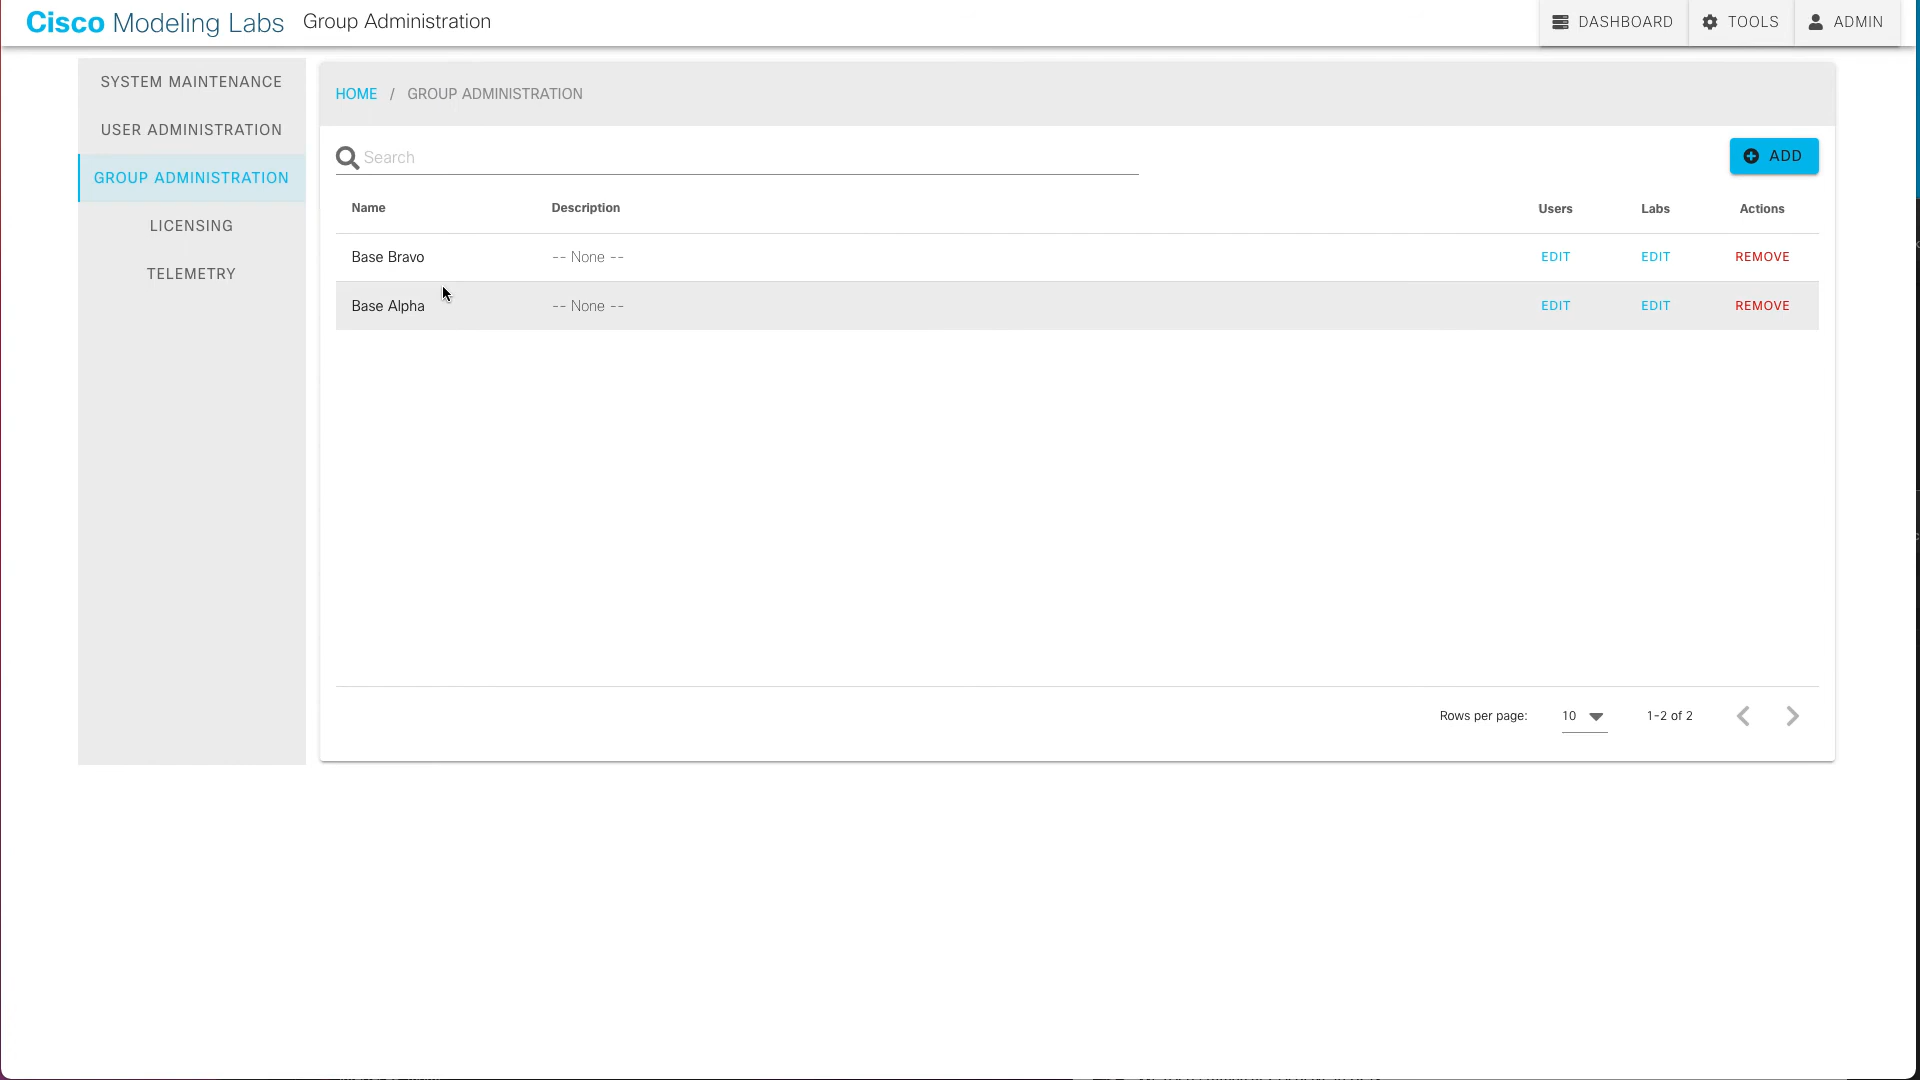 Cisco Modeling Labs Group Administration DASHBOARD TOOLS ADMIN
SYSTEM MAINTENANCE
USER ADMINISTRATION
GROUP ADMINISTRATION
LICENSING
TELEMETRY
HOME / GROUP ADMINISTRATION
Search
ADD
Name Description Users Labs Actions
Base Bravo -- None -- EDIT EDIT REMOVE
Base Alpha -- None -- EDIT EDIT REMOVE
Rows per page: 10 1-2 of 2